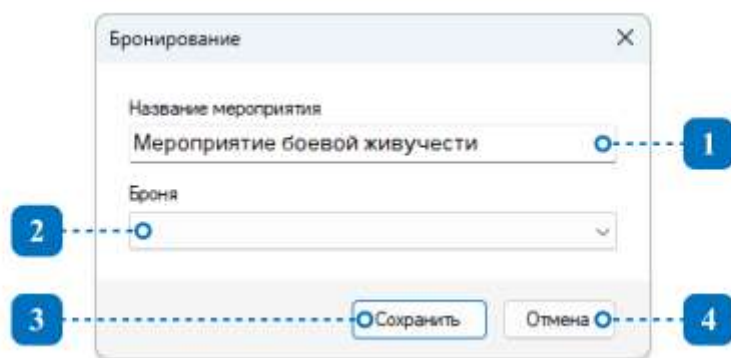 Бронирование
Название мероприятия
Мероприятие боевой живучести
1
Броня
2
3
Сохранить
Отмена
4